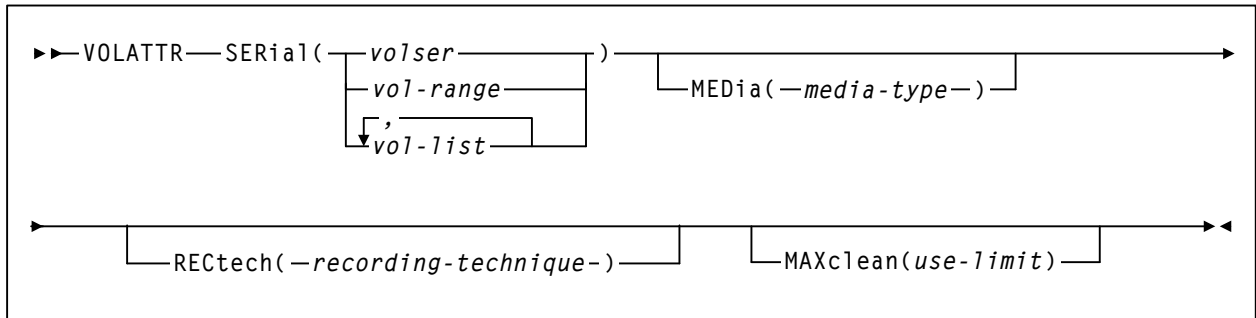 VOLATTR SERial( volser )
vol-range
MEDia( media-type )
,
vol-list
RECtech( recording-technique )
MAXclean(use-limit)